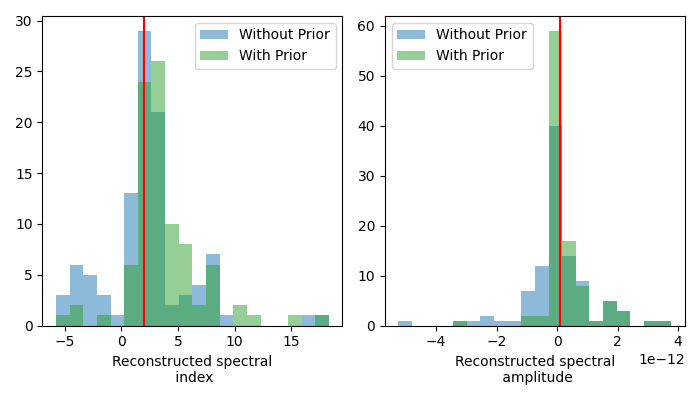 30
25
20
15
10
5
0
−5
0
5
10
15
Reconstructed spectral
index
Without Prior
With Prior
60
50
40
30
20
10
0
−4
−2
0
2
4
1e−12
Reconstructed spectral
amplitude
Without Prior
With Prior